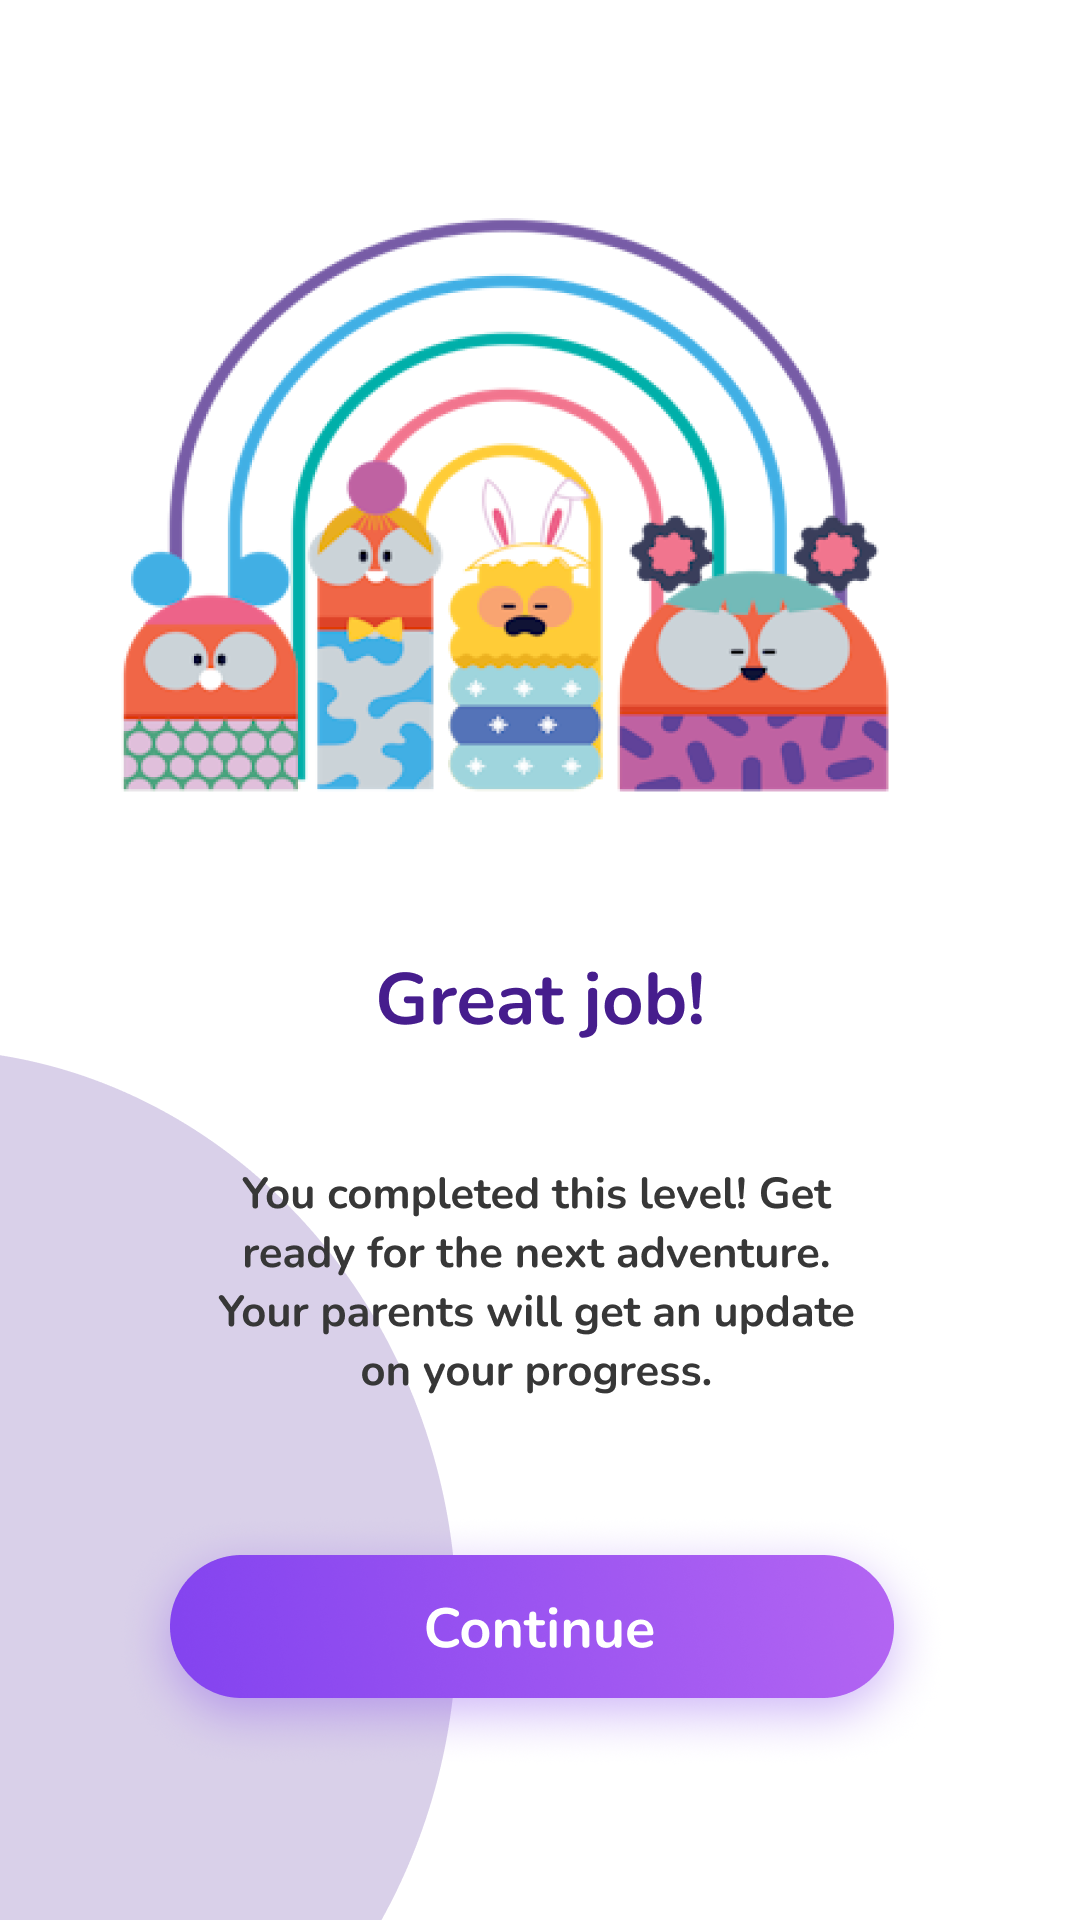 Great job!
You completed this level! Get
ready for the next adventure.
Your parents will get an update
on your progress.
Continue